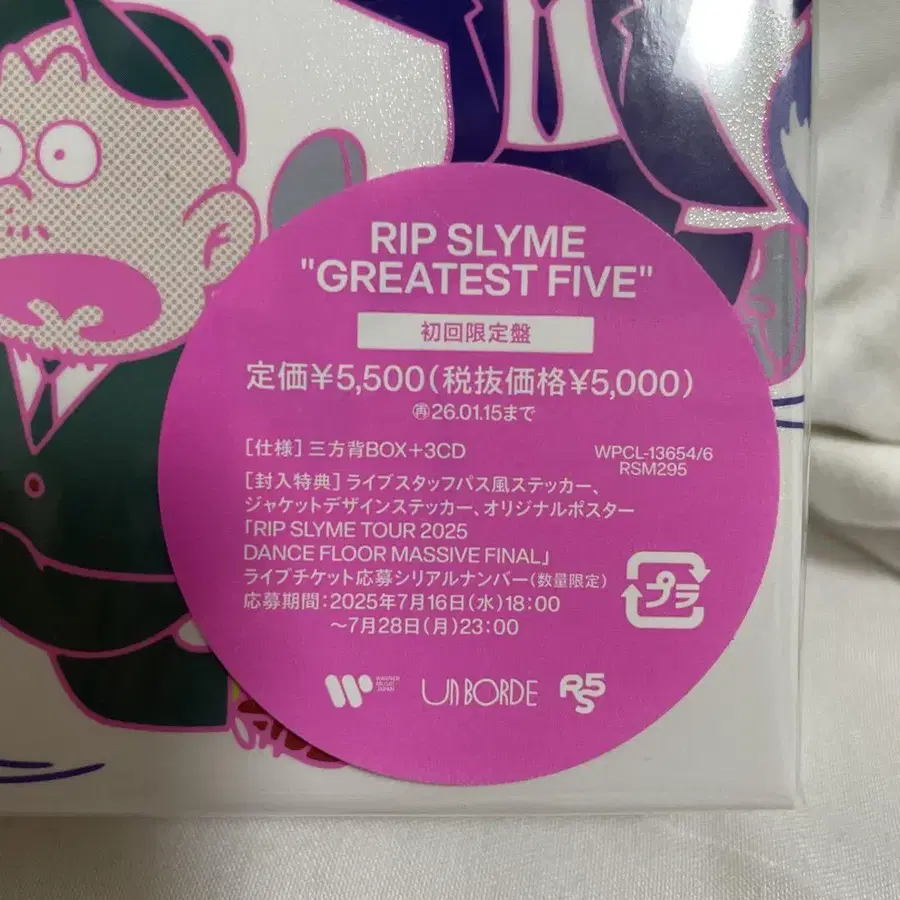 RIP SLYME
"GREATEST FIVE"
初回限定盤
定価¥5,500(税抜価格¥5,000)
㊢26.01.15まで
[仕様]三方背BOX+3CD
WPCL-13654/6
RSM295
[封入特典]ライブスタッフパス風ステッカー、
ジャケットデザインステッカー、オリジナルポスター
「RIP SLYME TOUR 2025
DANCE FLOOR MASSIVE FINAL」
ライブチケット応募シリアルナンバー(数量限定)
応募期間:2025年7月16日(水)18:00
〜7月28日(月)23:00
プラ
WARNER MUSIC JAPAN
UNBORDE
R5S